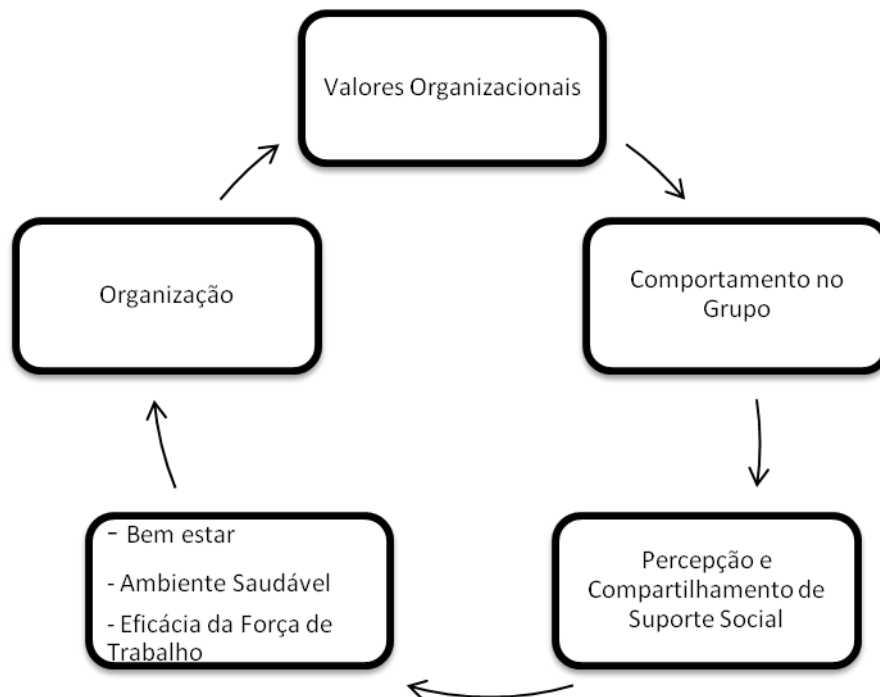 Valores Organizacionais
Organização
Comportamento no
Grupo
- Bem estar
- Ambiente Saudável
- Eficácia da Força de
Trabalho
Percepção e
Compartilhamento de
Suporte Social